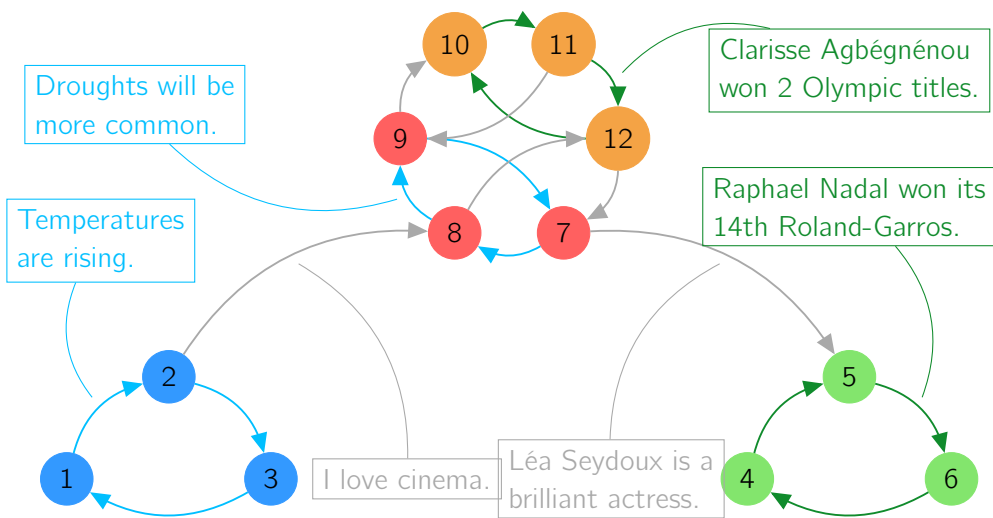 10
11
Clarisse Agbégnénou
won 2 Olympic titles.
Droughts will be
more common.
9
12
Raphael Nadal won its
14th Roland-Garros.
Temperatures
are rising.
8
7
2
5
1
3
I love cinema.
Léa Seydoux is a
brilliant actress.
4
6